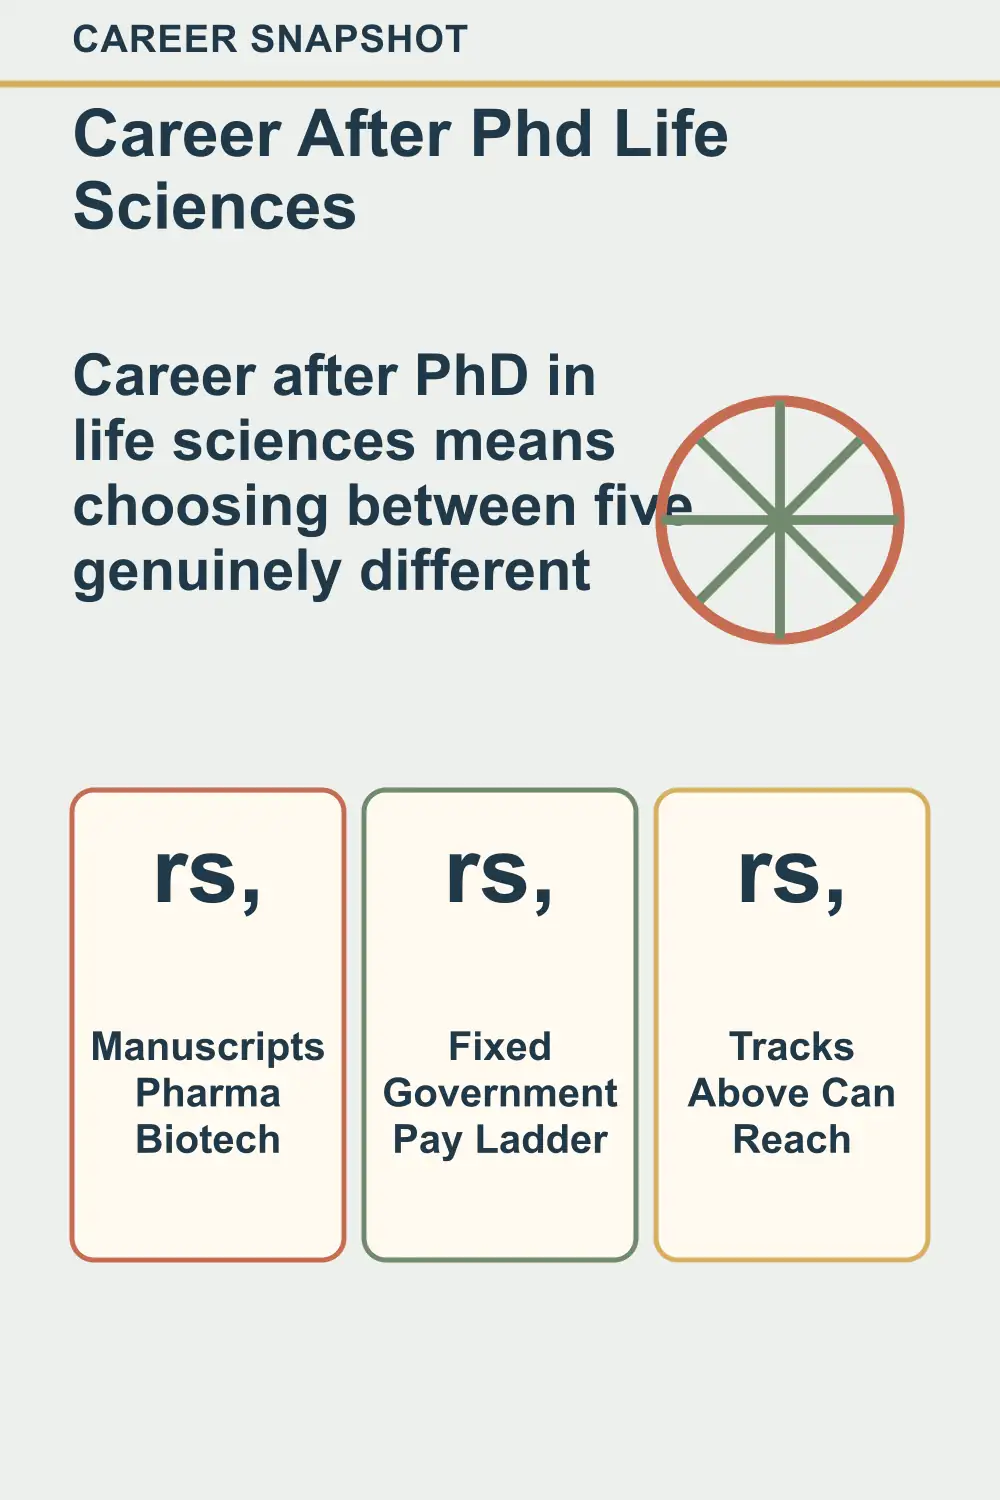 CAREER SNAPSHOT
Career After Phd Life
Sciences
Career after PhD in
life sciences means
choosing between five
genuinely different
rs,
Manuscripts
Pharma
Biotech
rs,
Fixed
Government
Pay Ladder
rs,
Tracks
Above Can
Reach